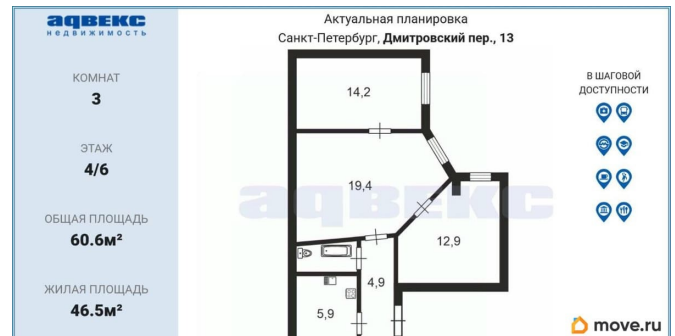 адвекс
недвижимость
КОМНАТ
3
ЭТАЖ
4/6
ОБЩАЯ ПЛОЩАДЬ
60.6м²
ЖИЛАЯ ПЛОЩАДЬ
46.5м²
Актуальная планировка
Санкт-Петербург, Дмитровский пер., 13
14,2
19,4
12,9
4,9
5,9
адвекс
В ШАГОВОЙ
ДОСТУПНОСТИ
move.ru